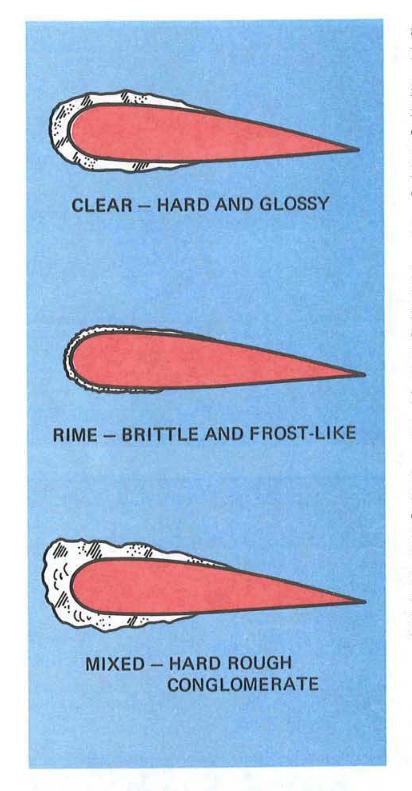 CLEAR – HARD AND GLOSSY
RIME – BRITTLE AND FROST-LIKE
MIXED – HARD ROUGH
CONGLOMERATE